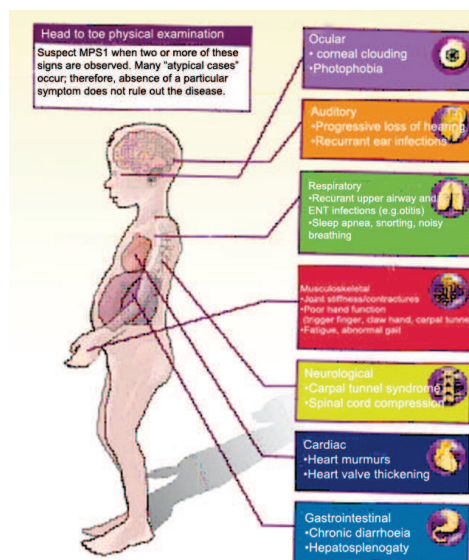 Head to toe physical examination
Suspect MPS1 when two or more of these
signs are observed. Many "atypical cases"
occur; therefore, absence of a particular
symptom does not rule out the disease.
Ocular
• corneal clouding
• Photophobia
Auditory
•Progressive loss of hearing
•Recurrant ear infections
Respiratory
•Recurant upper airway and
ENT infections (e.g.otitis)
•Sleep apnea, snorting, noisy
breathing
Musculoskeletal
•Joint stiffness/contractures
•Poor hand function
(trigger finger, claw hand, carpal tunne
•Fatigue, abnormal gait
Neurological
•Carpal tunnel syndrome
•Spinal cord compression
Cardiac
•Heart murmurs
•Heart valve thickening
Gastrointestinal
•Chronic diarrhoeia
•Hepatosplenogaty